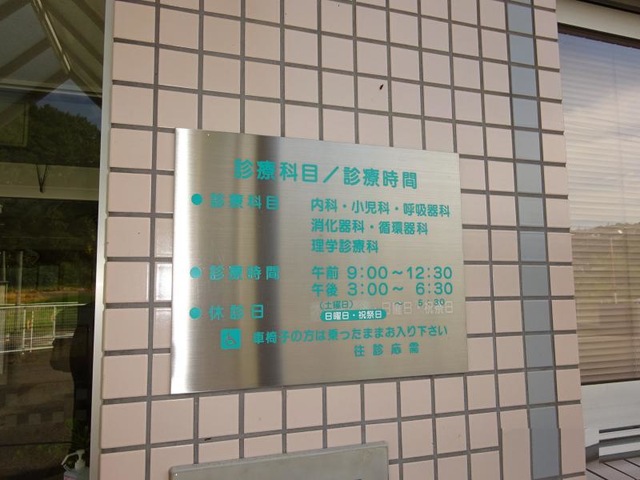 診療科目／診療時間
● 診療科目 内科・小児科・呼吸器科
消化器科・循環器科
理学診療科
● 診療時間 午前 9:00～12:30
午後 3:00～ 6:30
(土曜日) ～ 5:30
● 休診日 日曜日・祝祭日
車椅子の方は乗ったままお入り下さい
往診応需